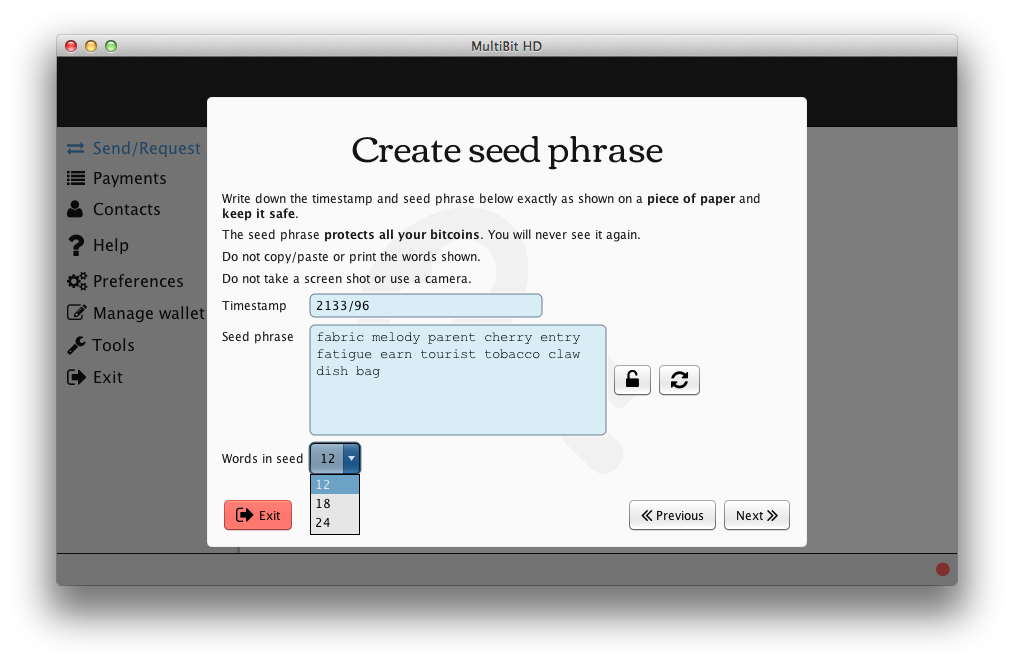 MultiBit HD
Send/Request
Payments
Contacts
Help
Preferences
Manage wallet
Tools
Exit
Create seed phrase
Write down the timestamp and seed phrase below exactly as shown on a piece of paper and
keep it safe.
The seed phrase protects all your bitcoins. You will never see it again.
Do not copy/paste or print the words shown.
Do not take a screen shot or use a camera.
Timestamp 2133/96
Seed phrase
fabric melody parent cherry entry
fatigue earn tourist tobacco claw
dish bag
Words in seed 12
12
18
24
Exit
Previous
Next